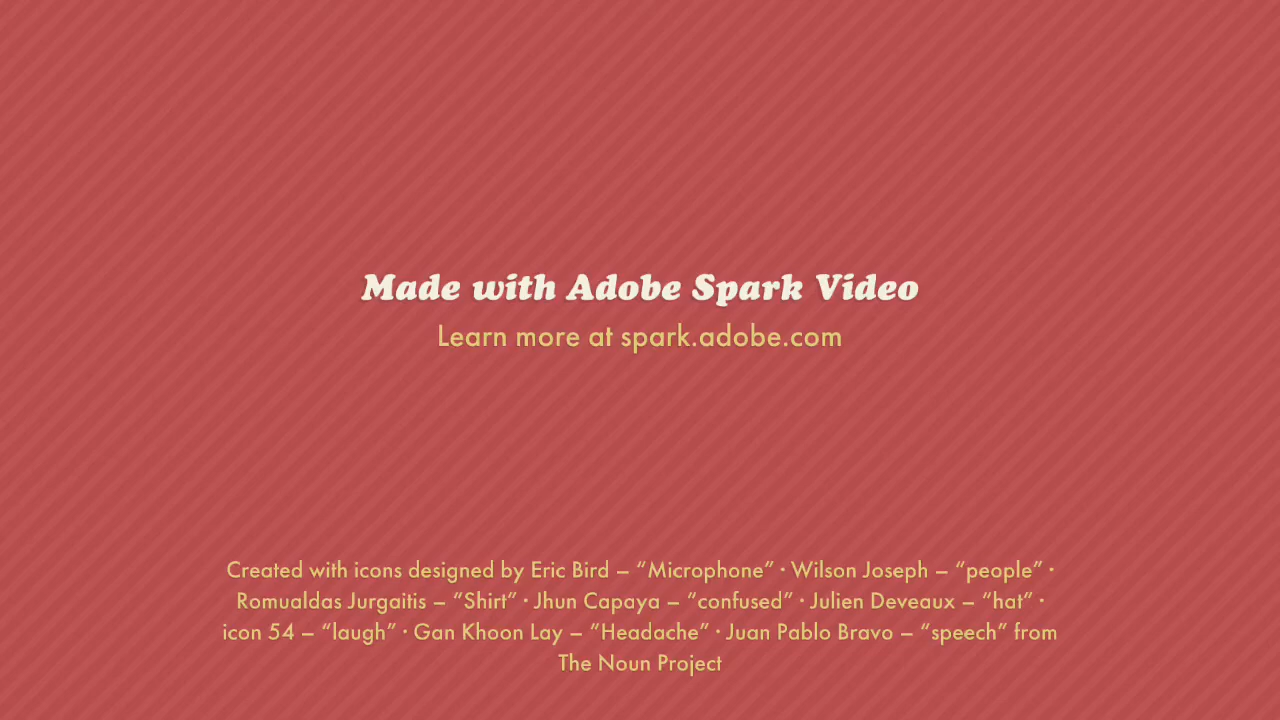 Made with Adobe Spark Video
Learn more at spark.adobe.com
Created with icons designed by Eric Bird – “Microphone” · Wilson Joseph – “people” ·
Romualdas Jurgaitis – “Shirt” · Jhun Capaya – “confused” · Julien Deveaux – “hat” ·
icon 54 – “laugh” · Gan Khoon Lay – ”Headache” · Juan Pablo Bravo – “speech” from
The Noun Project